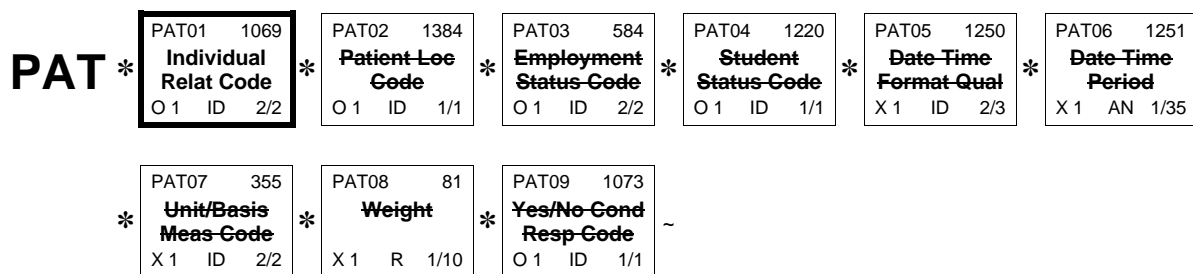 PAT * PAT01 1069 Individual Relat Code O 1 ID 2/2 * PAT02 1384 Patient Loc Code O 1 ID 1/1 * PAT03 584 Employment Status Code O 1 ID 2/2 * PAT04 1220 Student Status Code O 1 ID 1/1 * PAT05 1250 Date Time Format Qual X 1 ID 2/3 * PAT06 1251 Date Time Period X 1 AN 1/35
* PAT07 355 Unit/Basis Meas Code X 1 ID 2/2 * PAT08 81 Weight X 1 R 1/10 * PAT09 1073 Yes/No Cond Resp Code O 1 ID 1/1 ~